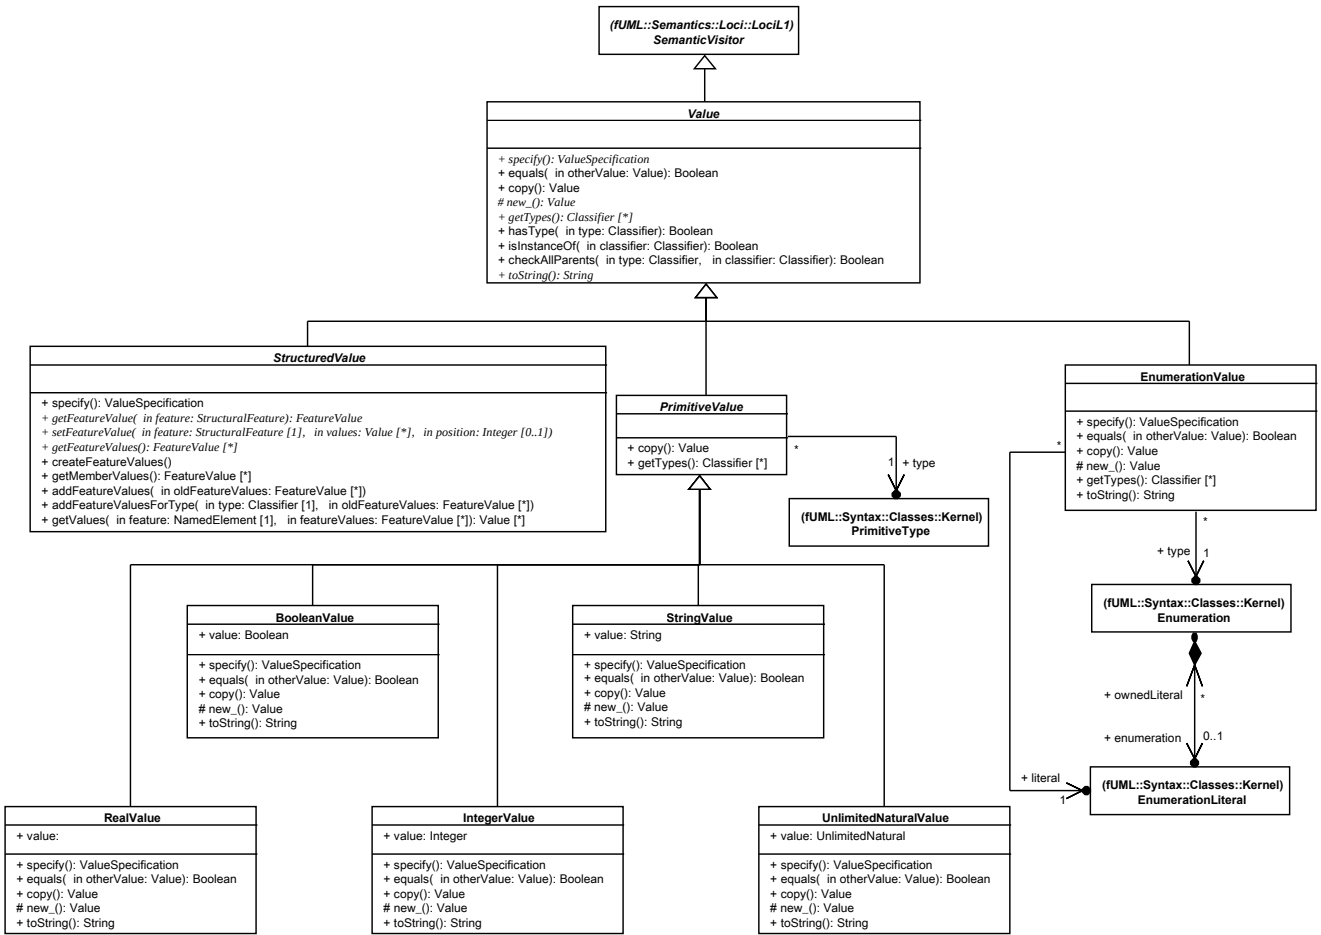 (fUML::Semantics::Loci::LociL1)
SemanticVisitor
Value
+ specify(): ValueSpecification
+ equals(  in otherValue: Value): Boolean
+ copy(): Value
# new_(): Value
+ getTypes(): Classifier [*]
+ hasType(  in type: Classifier): Boolean
+ isInstanceOf(  in classifier: Classifier): Boolean
+ checkAllParents(  in type: Classifier,   in classifier: Classifier): Boolean
+ toString(): String
StructuredValue
+ specify(): ValueSpecification
+ getFeatureValue(  in feature: StructuralFeature): FeatureValue
+ setFeatureValue(  in feature: StructuralFeature [1],   in values: Value [*],   in position: Integer [0..1])
+ getFeatureValues(): FeatureValue [*]
+ createFeatureValues()
+ getMemberValues(): FeatureValue [*]
+ addFeatureValues(  in oldFeatureValues: FeatureValue [*])
+ addFeatureValuesForType(  in type: Classifier [1],   in oldFeatureValues: FeatureValue [*])
+ getValues(  in feature: NamedElement [1],   in featureValues: FeatureValue [*]): Value [*]
PrimitiveValue
+ copy(): Value
+ getTypes(): Classifier [*]
*
1
+ type
(fUML::Syntax::Classes::Kernel)
PrimitiveType
EnumerationValue
+ specify(): ValueSpecification
+ equals(  in otherValue: Value): Boolean
+ copy(): Value
# new_(): Value
+ getTypes(): Classifier [*]
+ toString(): String
*
*
+ type
1
(fUML::Syntax::Classes::Kernel)
Enumeration
+ ownedLiteral
*
+ enumeration
0..1
+ literal
1
(fUML::Syntax::Classes::Kernel)
EnumerationLiteral
BooleanValue
+ value: Boolean
+ specify(): ValueSpecification
+ equals(  in otherValue: Value): Boolean
+ copy(): Value
# new_(): Value
+ toString(): String
StringValue
+ value: String
+ specify(): ValueSpecification
+ equals(  in otherValue: Value): Boolean
+ copy(): Value
# new_(): Value
+ toString(): String
RealValue
+ value:
+ specify(): ValueSpecification
+ equals(  in otherValue: Value): Boolean
+ copy(): Value
# new_(): Value
+ toString(): String
IntegerValue
+ value: Integer
+ specify(): ValueSpecification
+ equals(  in otherValue: Value): Boolean
+ copy(): Value
# new_(): Value
+ toString(): String
UnlimitedNaturalValue
+ value: UnlimitedNatural
+ specify(): ValueSpecification
+ equals(  in otherValue: Value): Boolean
+ copy(): Value
# new_(): Value
+ toString(): String